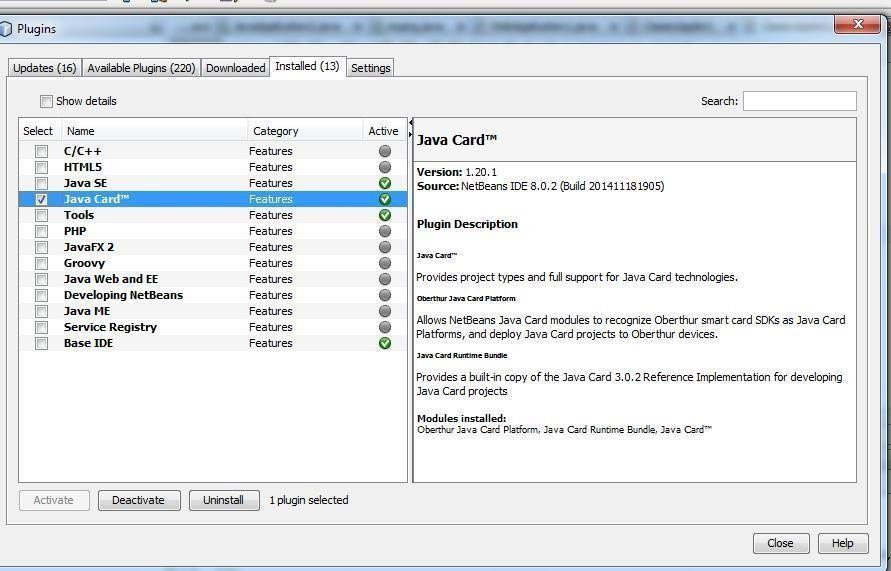 Plugins
Updates (16) Available Plugins (220) Downloaded Installed (13) Settings
Show details
Search:
Select Name Category Active
C/C++ Features
HTML5 Features
Java SE Features
Java Card™ Features
Tools Features
PHP Features
JavaFX 2 Features
Groovy Features
Java Web and EE Features
Developing NetBeans Features
Java ME Features
Service Registry Features
Base IDE Features
Java Card™
Version: 1.20.1
Source: NetBeans IDE 8.0.2 (Build 201411181905)
Plugin Description
Java Card™
Provides project types and full support for Java Card technologies.
Oberthur Java Card Platform
Allows NetBeans Java Card modules to recognize Oberthur smart card SDKs as Java Card
Platforms, and deploy Java Card projects to Oberthur devices.
Java Card Runtime Bundle
Provides a built-in copy of the Java Card 3.0.2 Reference Implementation for developing
Java Card projects
Modules installed:
Oberthur Java Card Platform, Java Card Runtime Bundle, Java Card™
Activate Deactivate Uninstall 1 plugin selected
Close Help